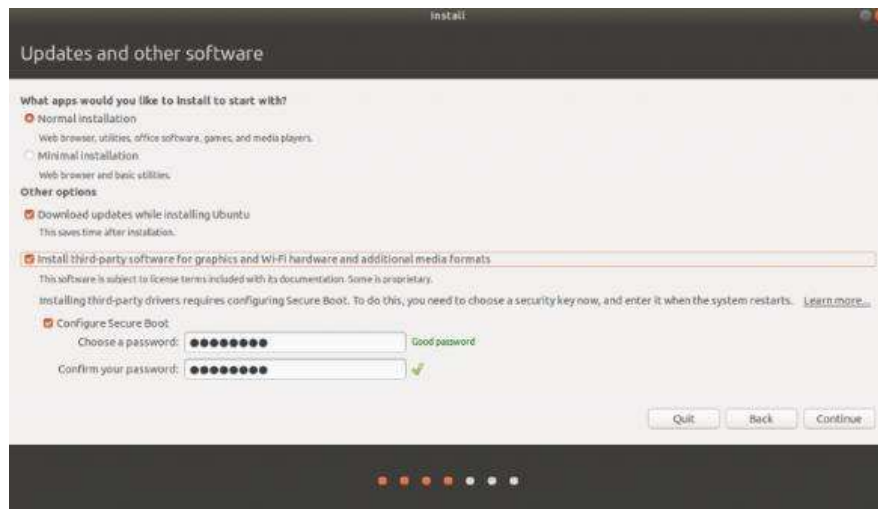 Install
Updates and other software
What apps would you like to install to start with?
Normal installation
Web browser, utilities, office software, games, and media players.
Minimal installation
Web browser and basic utilities.
Other options
Download updates while installing Ubuntu
This saves time after installation.
Install third-party software for graphics and Wi-Fi hardware and additional media formats
This software is subject to license terms included with its documentation. Some is proprietary.
Installing third-party drivers requires configuring Secure Boot. To do this, you need to choose a security key now, and enter it when the system restarts. Learn more...
Configure Secure Boot
Choose a password: ●●●●●●●● Good password
Confirm your password: ●●●●●●●●
Quit Back Continue